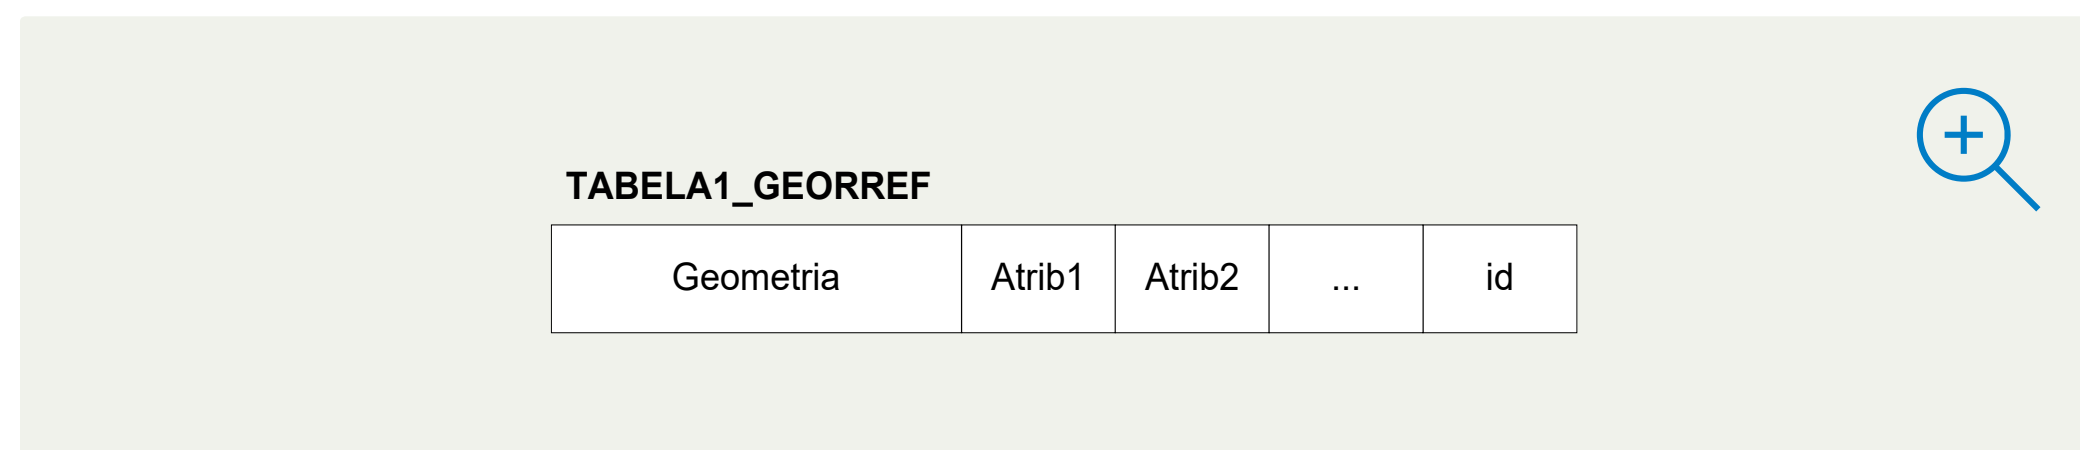 TABELA1_GEORREF
Geometria Atrib1 Atrib2 ... id